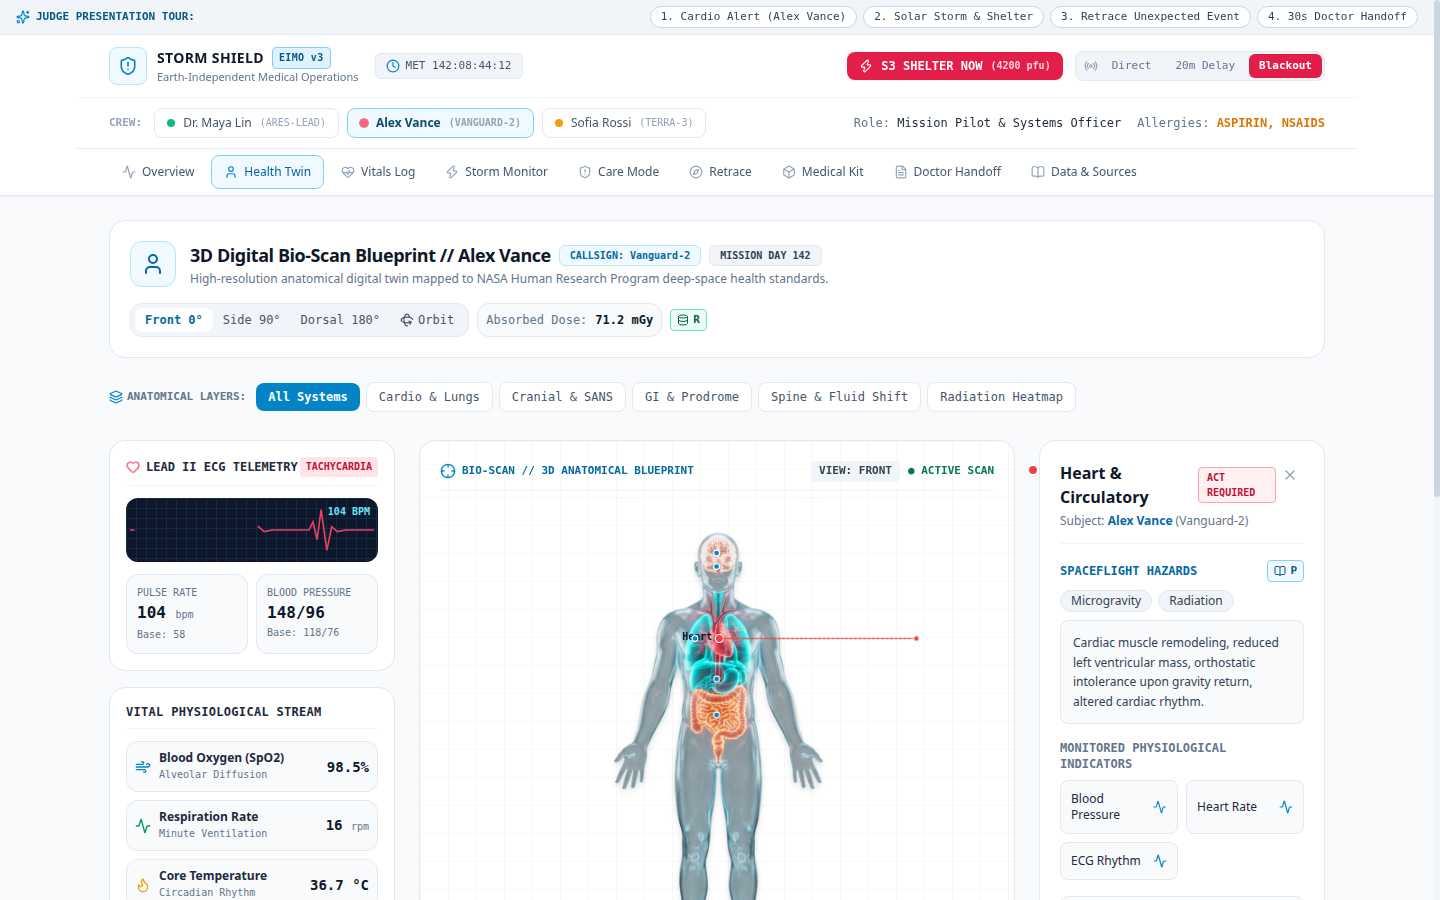 JUDGE PRESENTATION TOUR:
1. Cardio Alert (Alex Vance)
2. Solar Storm & Shelter
3. Retrace Unexpected Event
4. 30s Doctor Handoff
STORM SHIELD
EIMO v3
Earth-Independent Medical Operations
MET 142:08:44:12
S3 SHELTER NOW (4200 pfu)
Direct
20m Delay
Blackout
CREW:
Dr. Maya Lin (ARES-LEAD)
Alex Vance (VANGUARD-2)
Sofia Rossi (TERRA-3)
Role: Mission Pilot & Systems Officer
Allergies: ASPIRIN, NSAIDS
Overview
Health Twin
Vitals Log
Storm Monitor
Care Mode
Retrace
Medical Kit
Doctor Handoff
Data & Sources
3D Digital Bio-Scan Blueprint // Alex Vance
CALLSIGN: Vanguard-2
MISSION DAY 142
High-resolution anatomical digital twin mapped to NASA Human Research Program deep-space health standards.
Front 0°
Side 90°
Dorsal 180°
Orbit
Absorbed Dose: 71.2 mGy
R
ANATOMICAL LAYERS:
All Systems
Cardio & Lungs
Cranial & SANS
GI & Prodrome
Spine & Fluid Shift
Radiation Heatmap
LEAD II ECG TELEMETRY
TACHYCARDIA
104 BPM
PULSE RATE
104 bpm
Base: 58
BLOOD PRESSURE
148/96
Base: 118/76
VITAL PHYSIOLOGICAL STREAM
Blood Oxygen (SpO2)
Alveolar Diffusion
98.5%
Respiration Rate
Minute Ventilation
16 rpm
Core Temperature
Circadian Rhythm
36.7 °C
BIO-SCAN // 3D ANATOMICAL BLUEPRINT
VIEW: FRONT
ACTIVE SCAN
Heart
Heart &
Circulatory
ACT
REQUIRED
Subject: Alex Vance (Vanguard-2)
SPACEFLIGHT HAZARDS
P
Microgravity
Radiation
Cardiac muscle remodeling, reduced
left ventricular mass, orthostatic
intolerance upon gravity return,
altered cardiac rhythm.
MONITORED PHYSIOLOGICAL
INDICATORS
Blood
Pressure
Heart Rate
ECG Rhythm